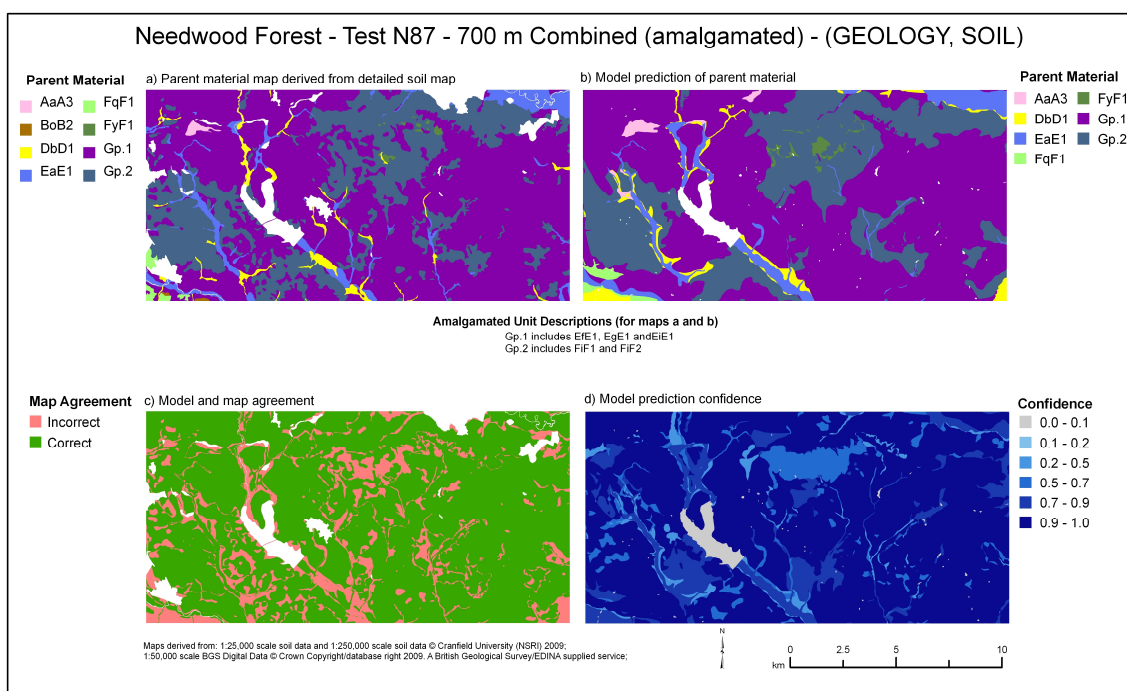 Needwood Forest - Test N87 - 700 m Combined (amalgamated) - (GEOLOGY, SOIL)
Parent Material
AaA3
FqF1
BoB2
FyF1
DbD1
Gp.1
EaE1
Gp.2
a) Parent material map derived from detailed soil map
b) Model prediction of parent material
Parent Material
AaA3
FyF1
DbD1
Gp.1
EaE1
Gp.2
FqF1
Amalgamated Unit Descriptions (for maps a and b)
Gp.1 includes EfE1, EgE1 andEiE1
Gp.2 includes FiF1 and FiF2
Map Agreement
Incorrect
Correct
c) Model and map agreement
d) Model prediction confidence
Confidence
0.0 - 0.1
0.1 - 0.2
0.2 - 0.5
0.5 - 0.7
0.7 - 0.9
0.9 - 1.0
Maps derived from: 1:25,000 scale soil data and 1:250,000 scale soil data © Cranfield University (NSRI) 2009;
1:50,000 scale BGS Digital Data © Crown Copyright/database right 2009. A British Geological Survey/EDINA supplied service;
N
km
0 2.5 5 10